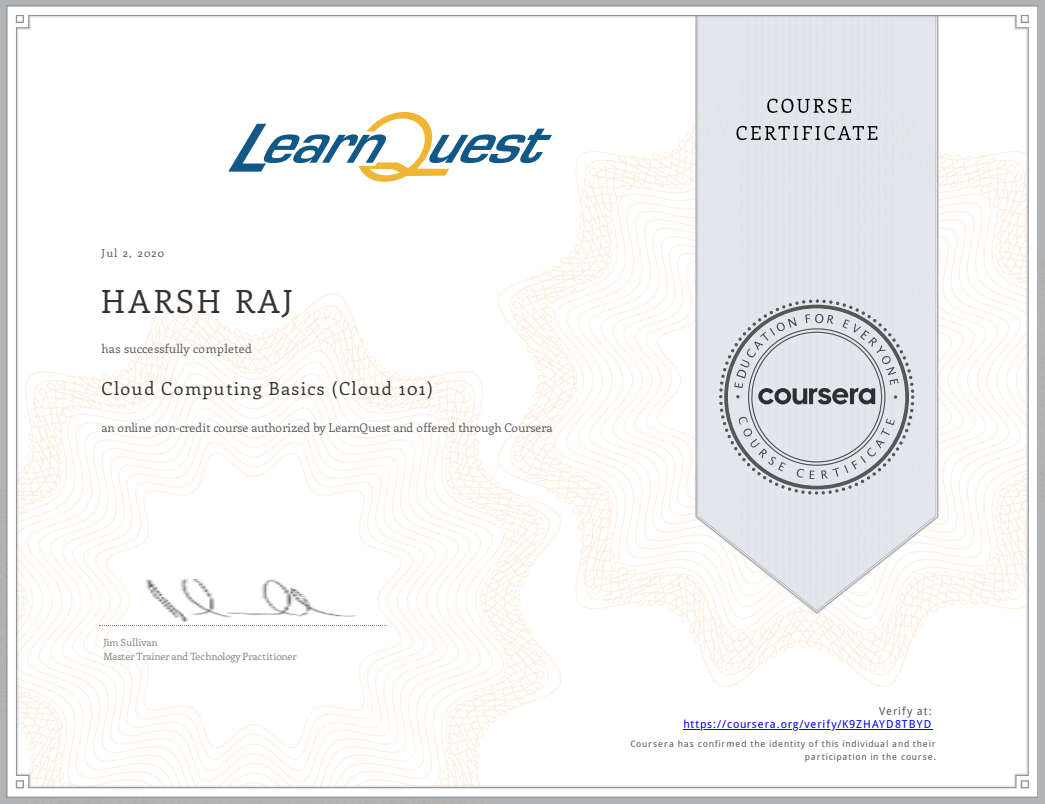 LearnQuest
COURSE
CERTIFICATE
Jul 2, 2020
HARSH RAJ
has successfully completed
Cloud Computing Basics (Cloud 101)
an online non-credit course authorized by LearnQuest and offered through Coursera
EDUCATION FOR EVERYONE
coursera
COURSE CERTIFICATE
Jim Sullivan
Master Trainer and Technology Practitioner
Verify at:
https://coursera.org/verify/K9ZHAYD8TBYD
Coursera has confirmed the identity of this individual and their
participation in the course.